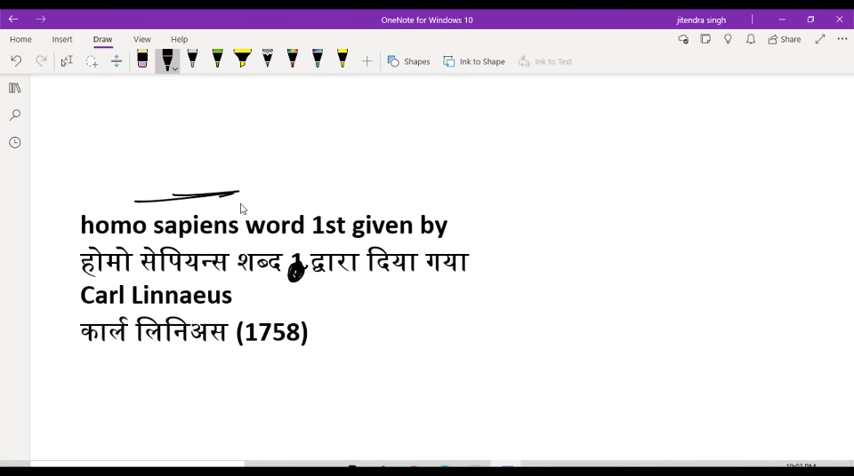 OneNote for Windows 10
jitendra singh
Home Insert Draw View Help
Share
Shapes Ink to Shape Ink to Text
homo sapiens word 1st given by
होमो सेपियन्स शब्द 1 द्वारा दिया गया
Carl Linnaeus
कार्ल लिनिअस (1758)